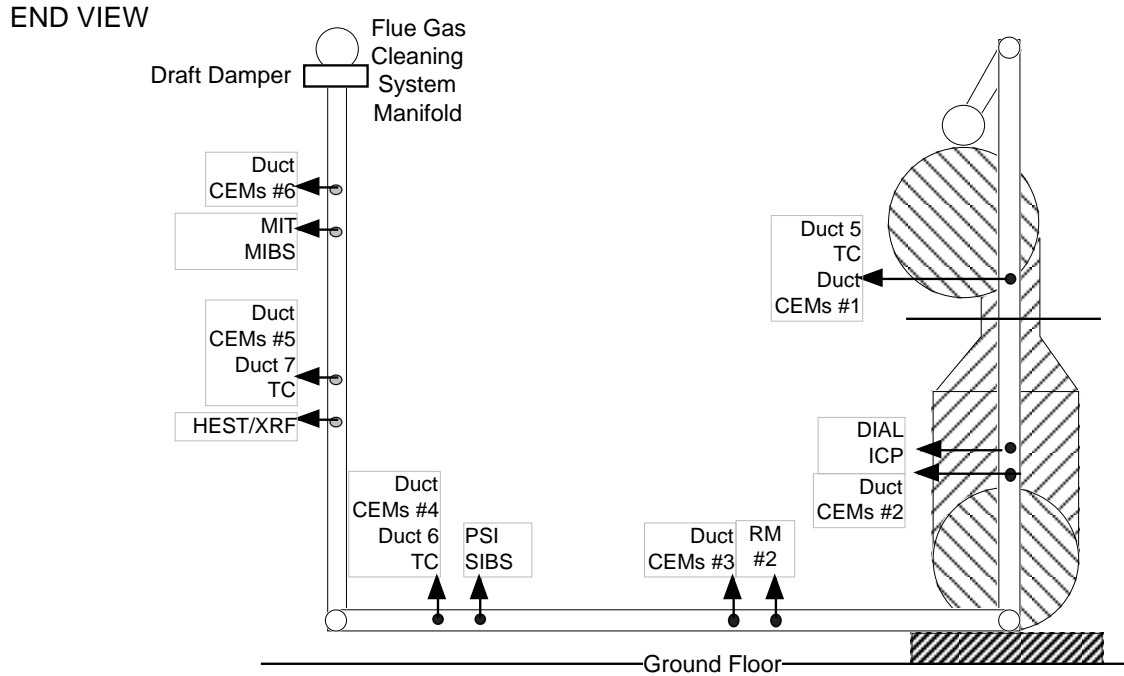 END VIEW
Flue Gas
Cleaning
System
Manifold
Draft Damper
Duct
CEMs #6
MIT
MIBS
Duct
CEMs #5
Duct 7
TC
HEST/XRF
Duct
CEMs #4
Duct 6
TC
PSI
SIBS
Duct
CEMs #3
RM
#2
Duct 5
TC
Duct
CEMs #1
DIAL
ICP
Duct
CEMs #2
Ground Floor